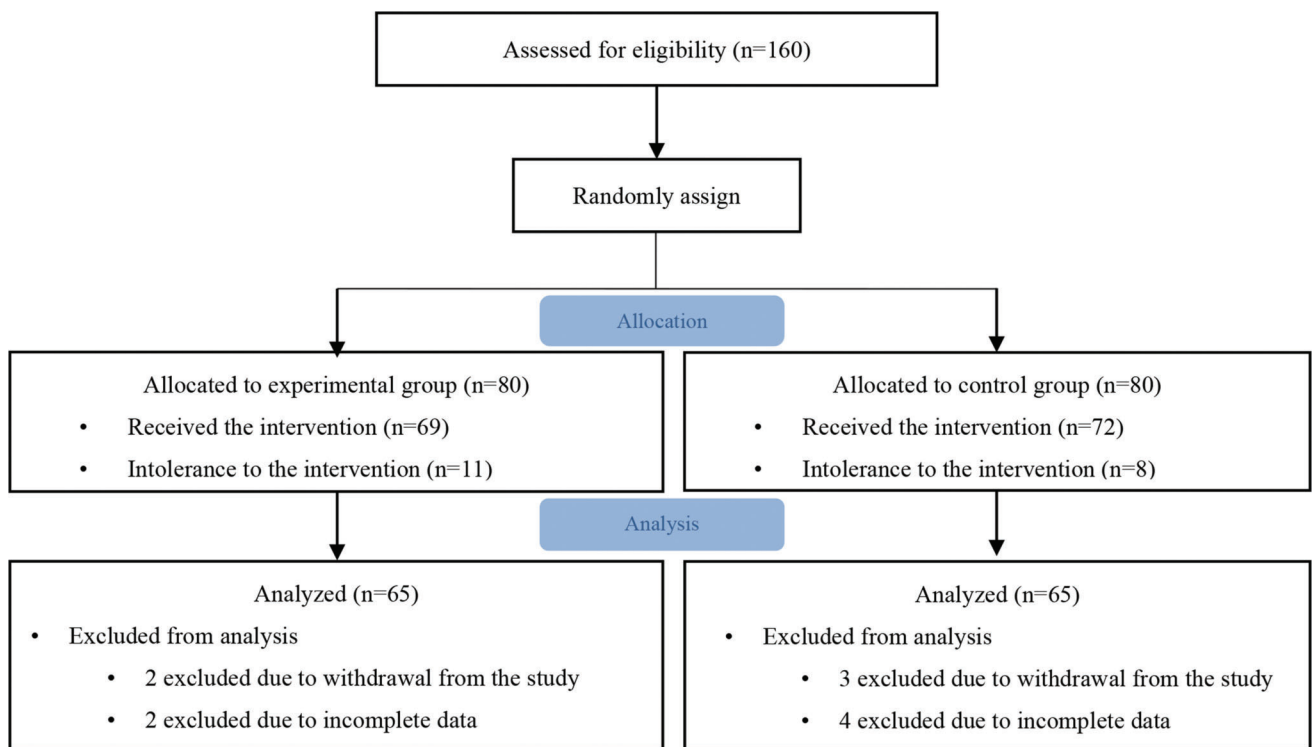 Assessed for eligibility (n=160)
Randomly assign
Allocation
Allocated to experimental group (n=80)
• Received the intervention (n=69)
• Intolerance to the intervention (n=11)
Allocated to control group (n=80)
• Received the intervention (n=72)
• Intolerance to the intervention (n=8)
Analysis
Analyzed (n=65)
• Excluded from analysis
• 2 excluded due to withdrawal from the study
• 2 excluded due to incomplete data
Analyzed (n=65)
• Excluded from analysis
• 3 excluded due to withdrawal from the study
• 4 excluded due to incomplete data